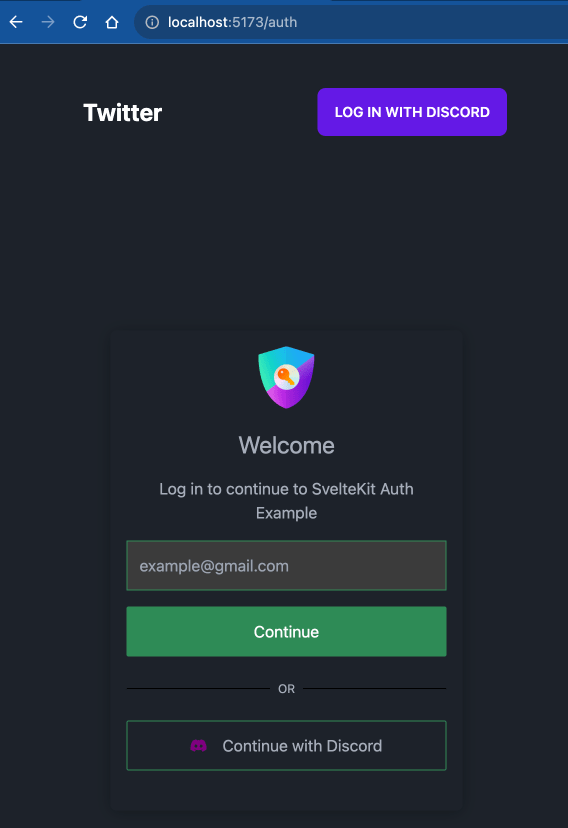 localhost:5173/auth
Twitter
LOG IN WITH DISCORD
Welcome
Log in to continue to SvelteKit Auth
Example
example@gmail.com
Continue
OR
Continue with Discord